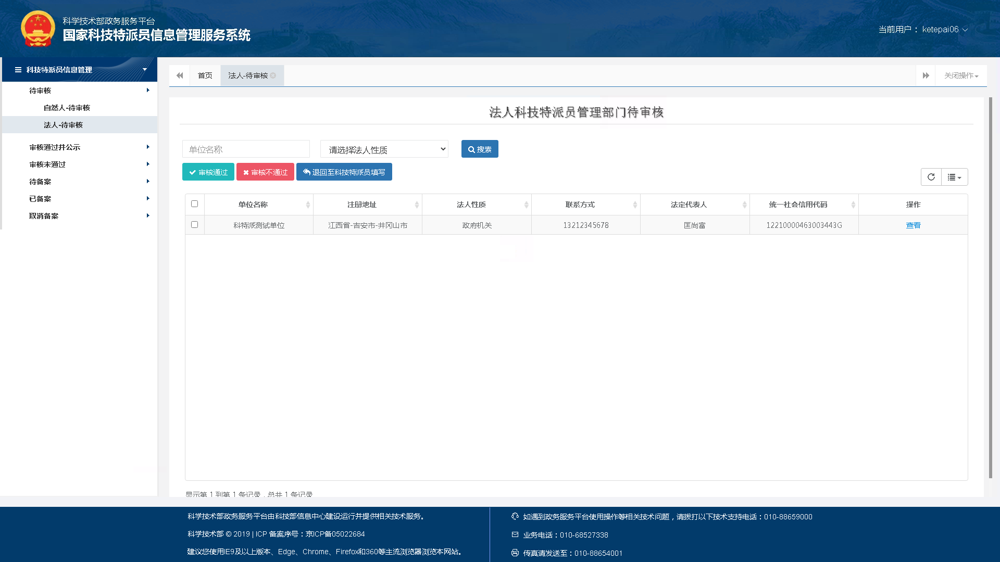 科学技术部政务服务平台
国家科技特派员信息管理服务系统
当前用户： ketepai06
科技特派员信息管理
待审核
自然人-待审核
法人-待审核
审核通过并公示
审核未通过
待备案
已备案
取消备案
首页
法人-待审核
关闭操作
法人科技特派员管理部门待审核
单位名称
请选择法人性质
搜索
审核通过
审核不通过
退回至科技特派员填写
单位名称 注册地址 法人性质 联系方式 法定代表人 统一社会信用代码 操作
科特派测试单位 江西省-吉安市-井冈山市 政府机关 13212345678 匡尚富 12210000463003443G 查看
显示第 1 到第 1 条记录，总共 1 条记录
科学技术部政务服务平台由科技部信息中心建设运行并提供相关技术服务。
科学技术部 © 2019 | ICP 备案序号：京ICP备05022684
建议您使用IE9及以上版本、Edge、Chrome、Firefox和360等主流浏览器浏览本网站。
如遇到政务服务平台使用操作等相关技术问题，请拨打以下技术支持电话：010-88659000
业务电话：010-68527338
传真请发送至：010-88654001